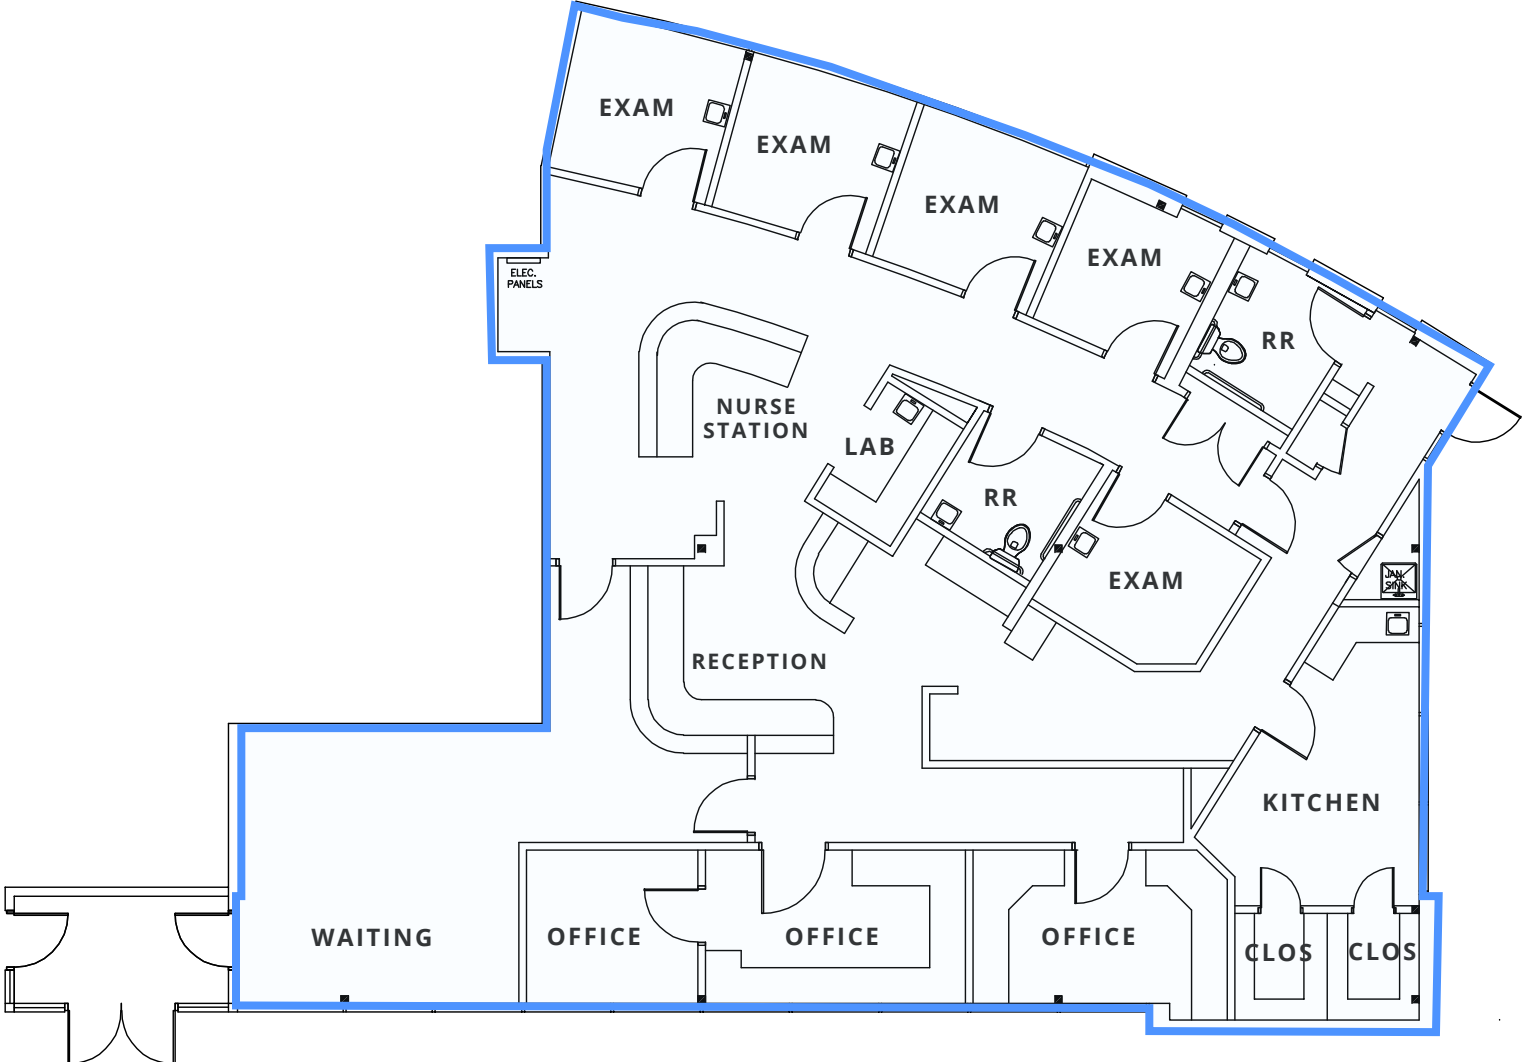 EXAM
EXAM
EXAM
EXAM
ELEC.
PANELS
RR
NURSE
STATION
LAB
RR
EXAM
JAN.
SINK
RECEPTION
KITCHEN
WAITING
OFFICE
OFFICE
OFFICE
CLOS
CLOS